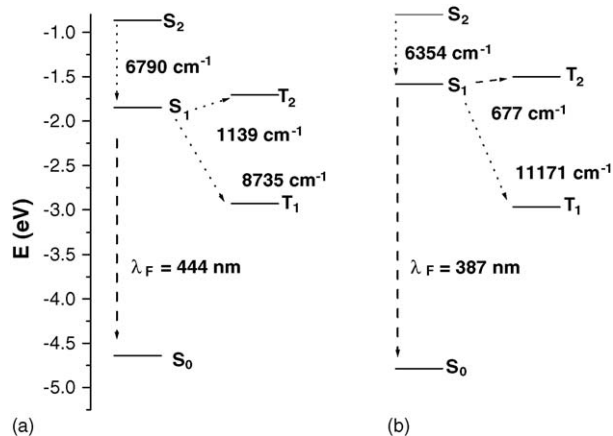 E (eV)
-1.0
-1.5
-2.0
-2.5
-3.0
-3.5
-4.0
-4.5
-5.0
S2
6790 cm-1
S1
T2
1139 cm-1
8735 cm-1
T1
λ F = 444 nm
S0
(a)
S2
6354 cm-1
S1
T2
677 cm-1
11171 cm-1
T1
λ F = 387 nm
S0
(b)